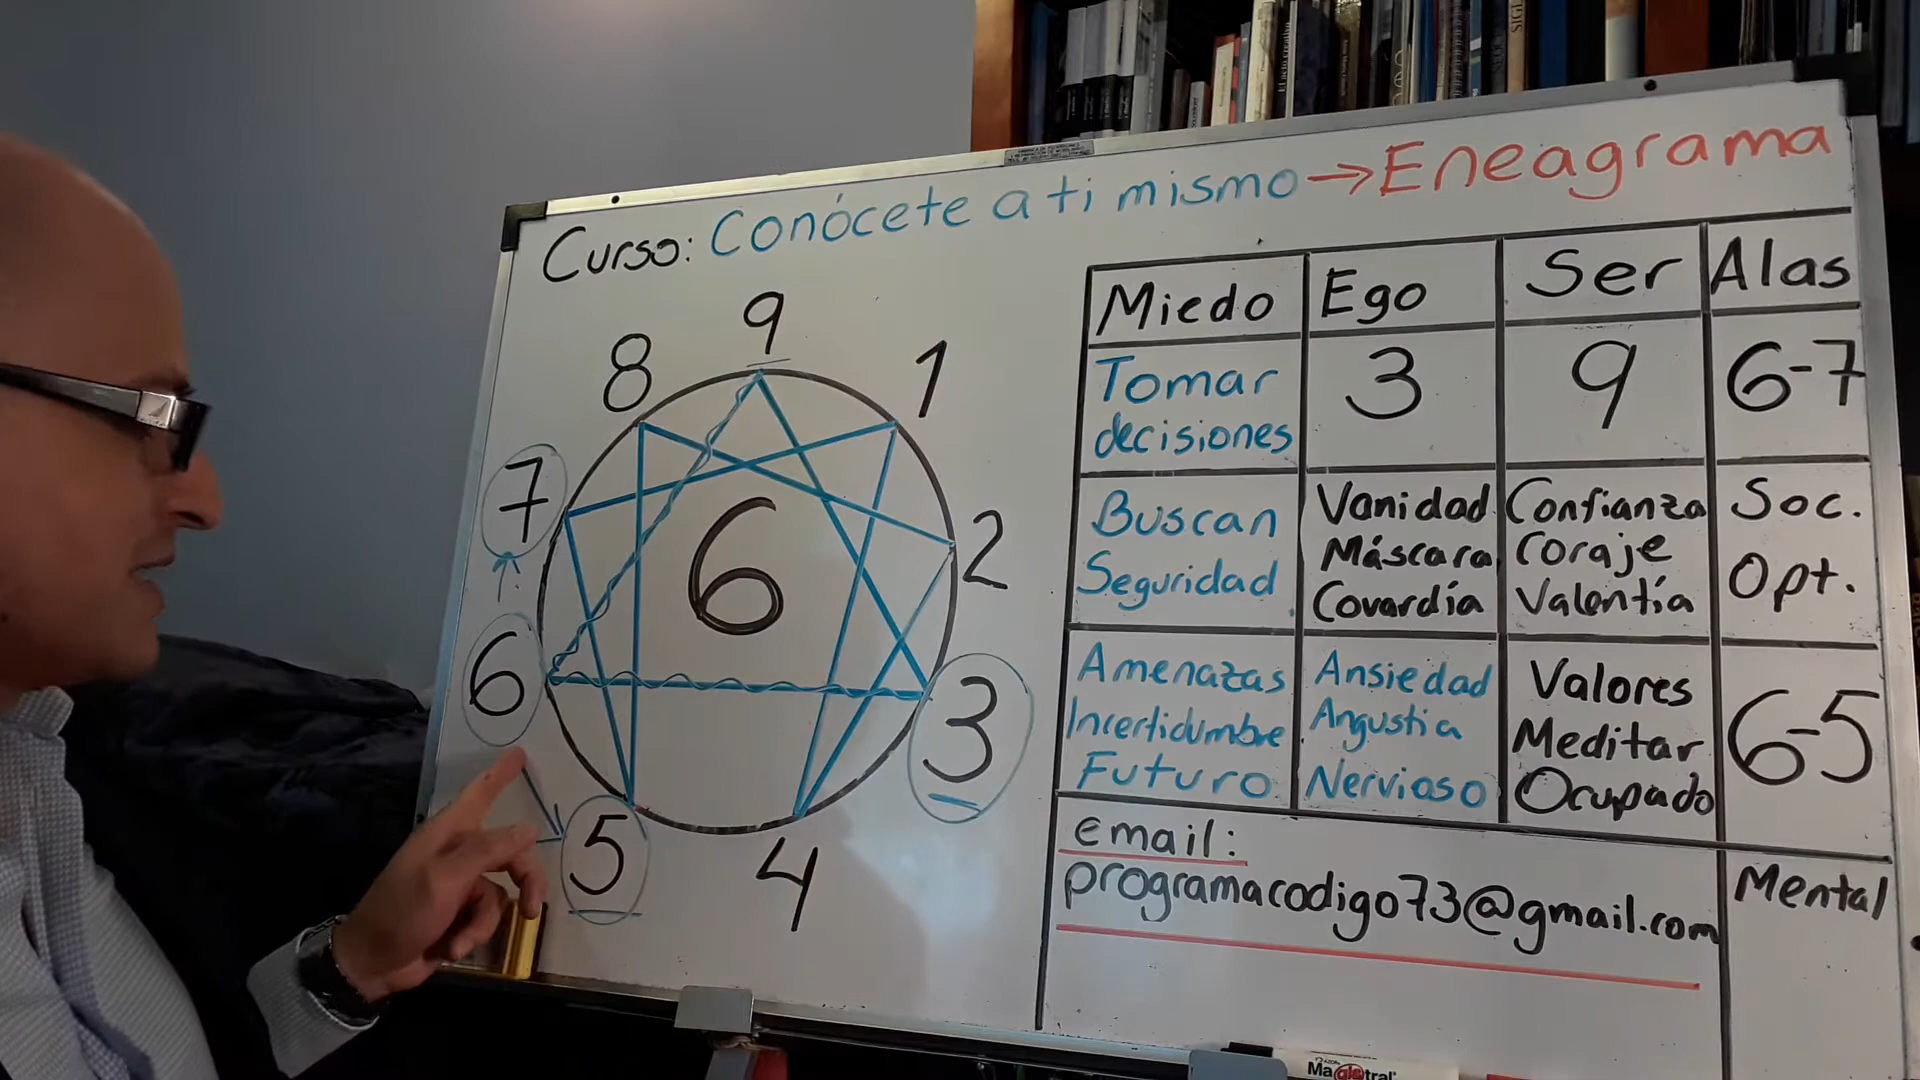 Curso: Conócete a ti mismo → Eneagrama
9
8
1
7
2
6
6
3
5
4
Miedo Ego Ser Alas
Tomar decisiones
3
9
6-7
Buscan Seguridad
Vanidad
Máscara
Covardía
Confianza
Coraje
Valentía
Soc.
Opt.
Amenazas
Incertidumbre
Futuro
Ansiedad
Angustia
Nervioso
Valores
Meditar
Ocupado
6-5
email:
programacodigo73@gmail.com
Mental
Magistral